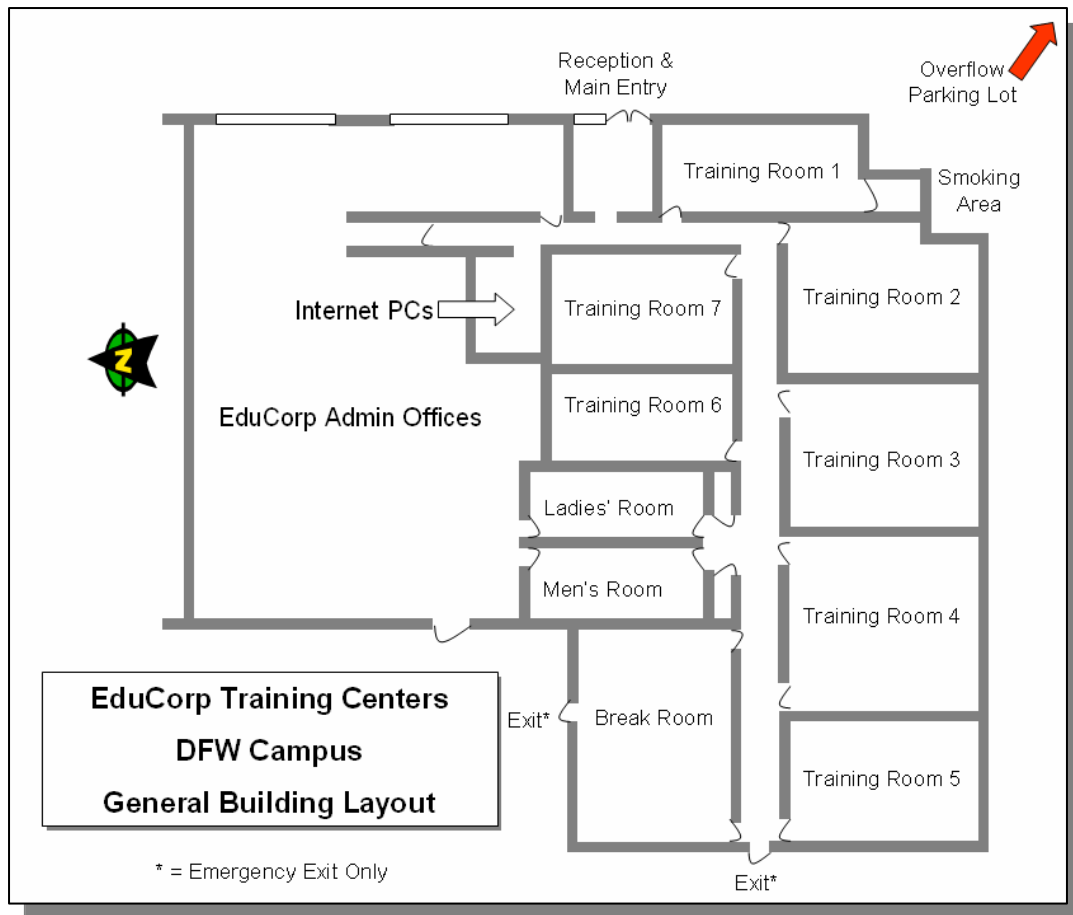 Reception &
Main Entry
Overflow
Parking Lot
Training Room 1
Smoking
Area
Training Room 2
Internet PCs
Training Room 7
N
Training Room 6
EduCorp Admin Offices
Training Room 3
Ladies' Room
Men's Room
Training Room 4
EduCorp Training Centers
DFW Campus
General Building Layout
Exit*
Break Room
Training Room 5
* = Emergency Exit Only
Exit*